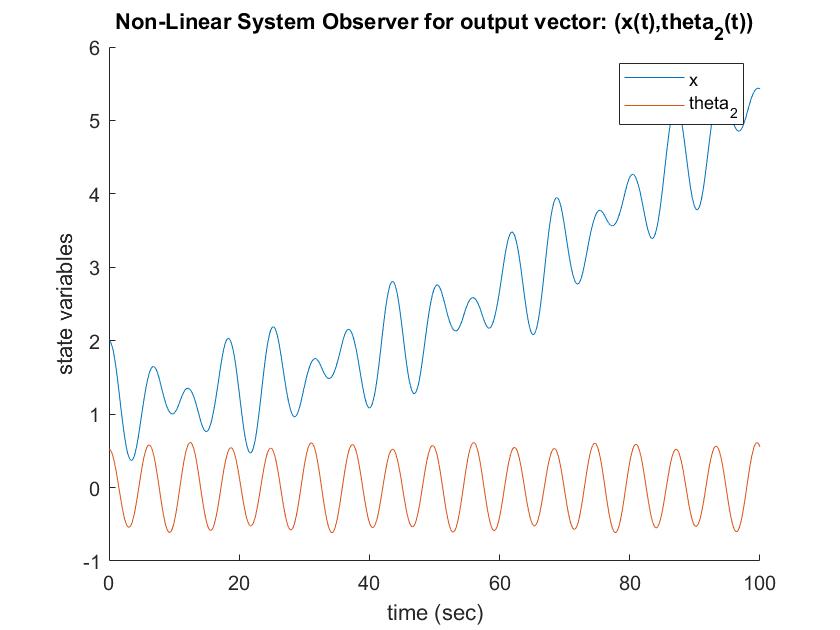 Non-Linear System Observer for output vector: (x(t),theta₂(t))
6
5
4
3
2
1
0
-1
state variables
x
theta₂
0 20 40 60 80 100
time (sec)